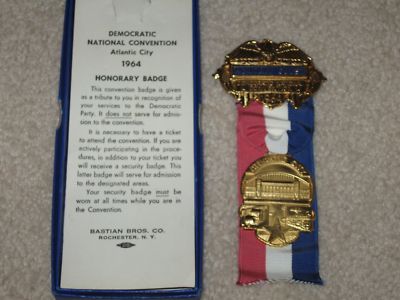 DEMOCRATIC
NATIONAL CONVENTION
Atlantic City
1964
HONORARY BADGE
This convention badge is given
as a tribute to you in recognition
of your services to the Democratic
Party. It does not serve for admis-
sion to the convention.
It is necessary to have a ticket
to attend the convention. If you are
actively participating in the proce-
dures, in addition to your ticket you
will receive a security badge. This
latter badge will serve for admission
to the designated areas.
Your security badge must be
worn at all times while you are in
the Convention.
BASTIAN BROS. CO.
ROCHESTER, N. Y.